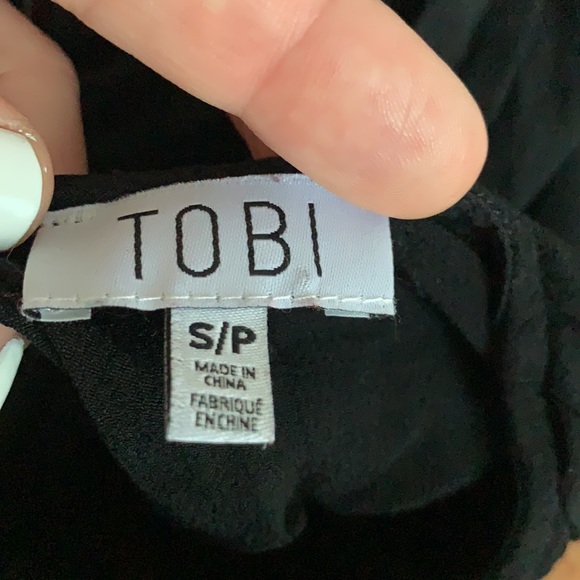 TOBI
S/P
MADE IN
CHINA
FABRIQUÉ
EN CHINE